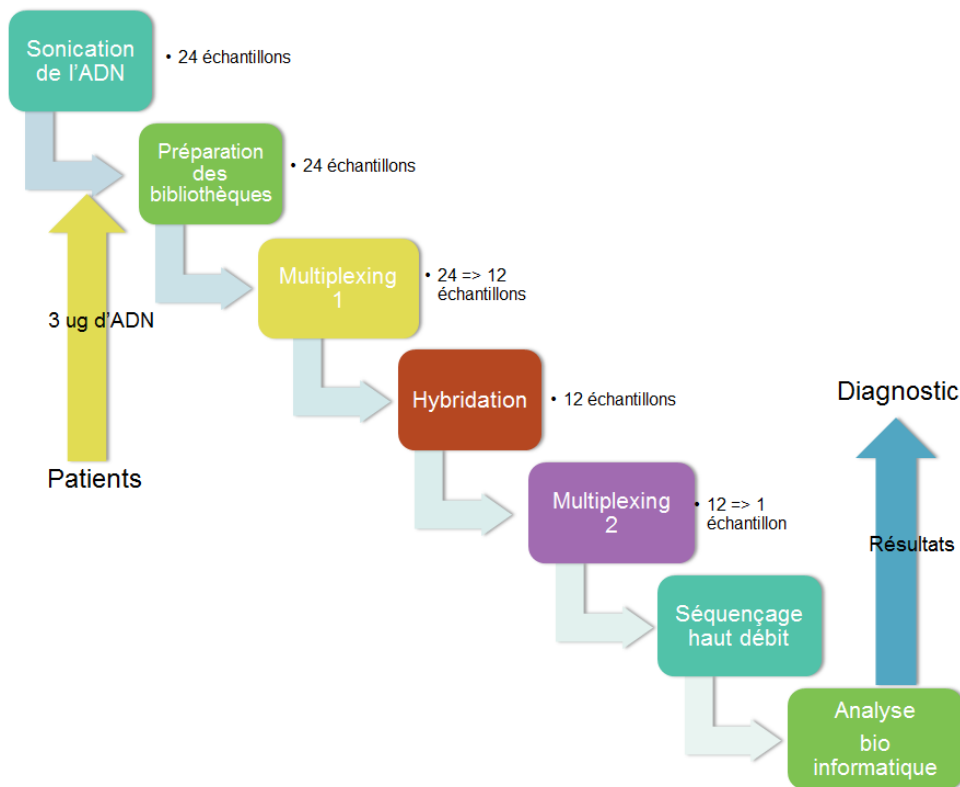 Sonication
de l'ADN
• 24 échantillons
Préparation
des
bibliothèques
• 24 échantillons
Multiplexing
1
• 24 => 12
échantillons
3 ug d'ADN
Patients
Hybridation
• 12 échantillons
Multiplexing
2
• 12 => 1
échantillon
Séquençage
haut débit
Analyse
bio
informatique
Résultats
Diagnostic